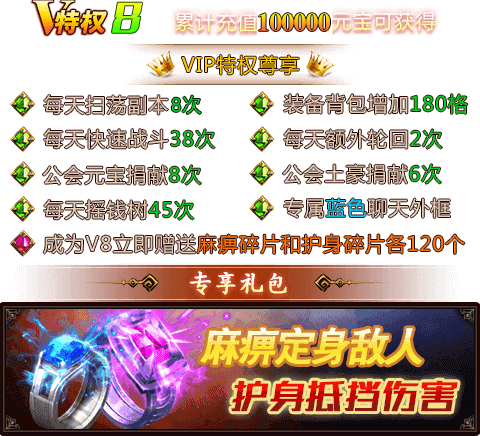 V特权8 累计充值100000元宝可获得
VIP特权尊享
每天扫荡副本8次 装备背包增加180格
每天快速战斗38次 每天额外轮回2次
公会元宝捐献8次 公会土豪捐献6次
每天摇钱树45次 专属蓝色聊天外框
成为V8立即赠送麻痹碎片和护身碎片各120个
专享礼包
麻痹定身敌人
护身抵挡伤害